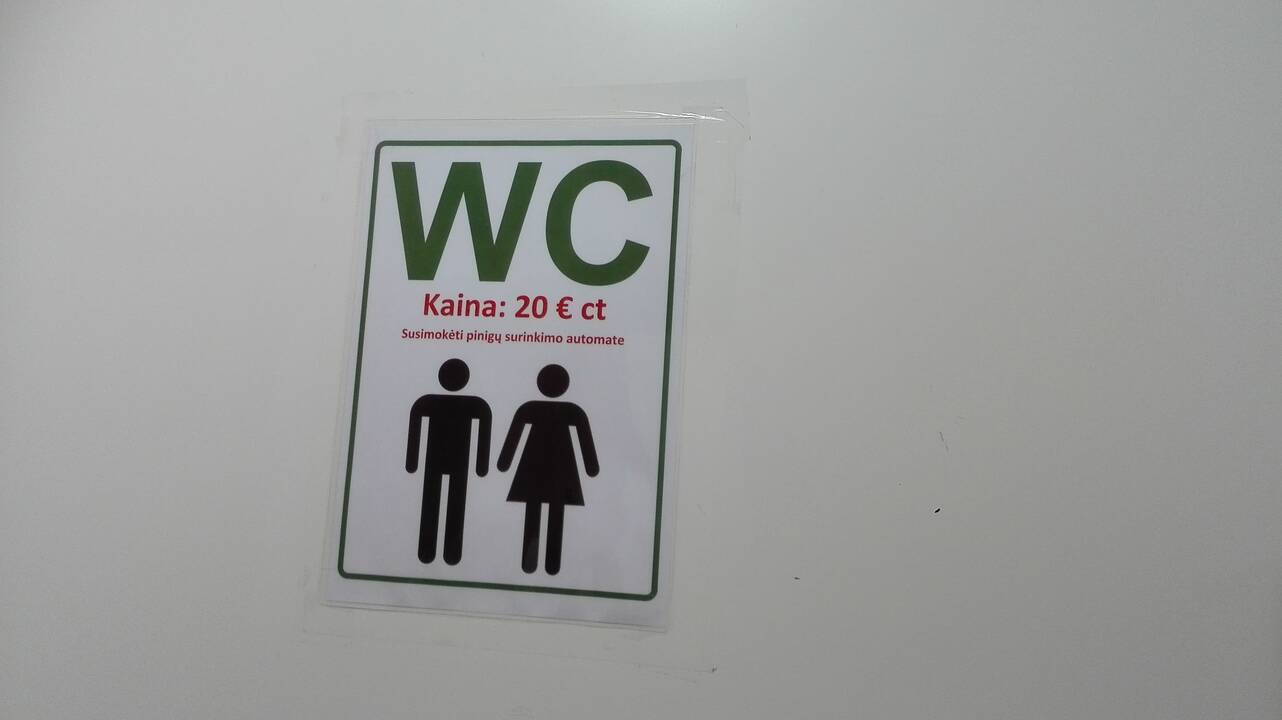 WC
Kaina: 20 € ct
Susimokėti pinigų surinkimo automate